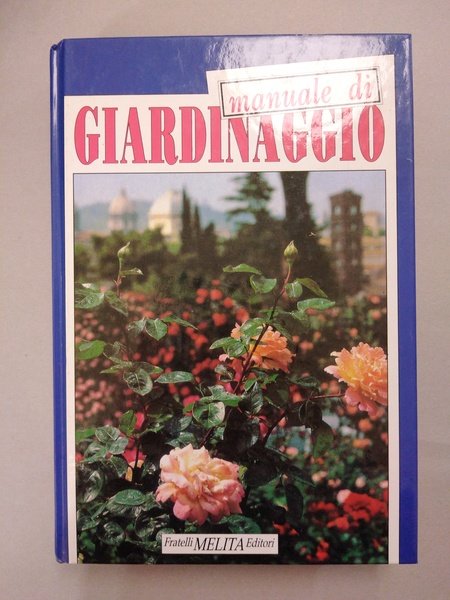 manuale di
GIARDINAGGIO
Fratelli MELITA Editori